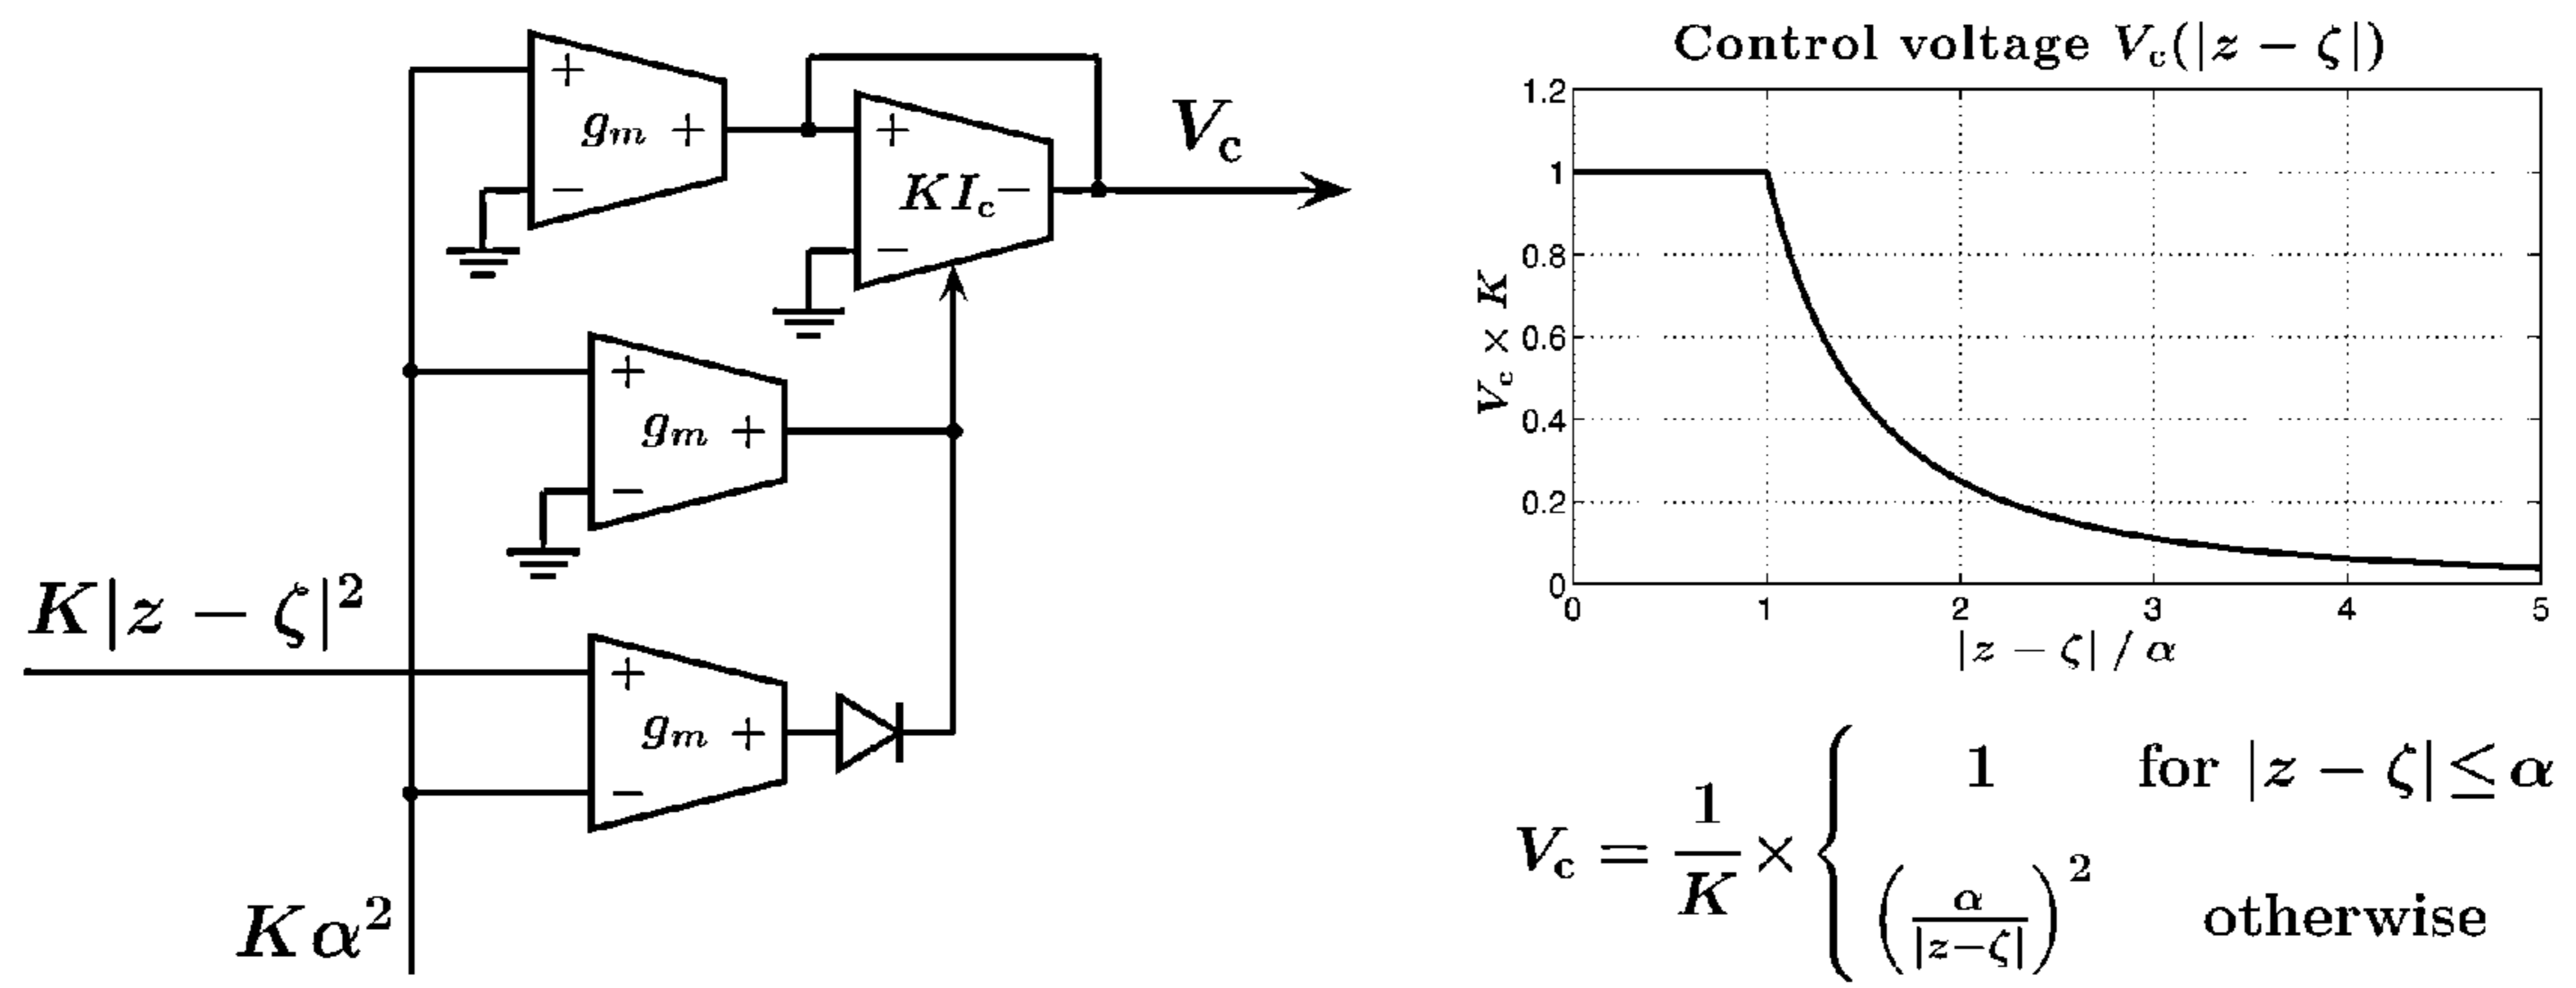 +
g_m +
−
+
KI_c −
−
V_c
+
g_m +
−
K|z − ζ|²
+
g_m +
−
Kα²
Control voltage V_c(|z − ζ|)
V_c × K
1.2
1
0.8
0.6
0.4
0.2
0
0 1 2 3 4 5
|z − ζ| / α
V_c = 1/K × { 1 for |z − ζ| ≤ α
(α/|z−ζ|)² otherwise